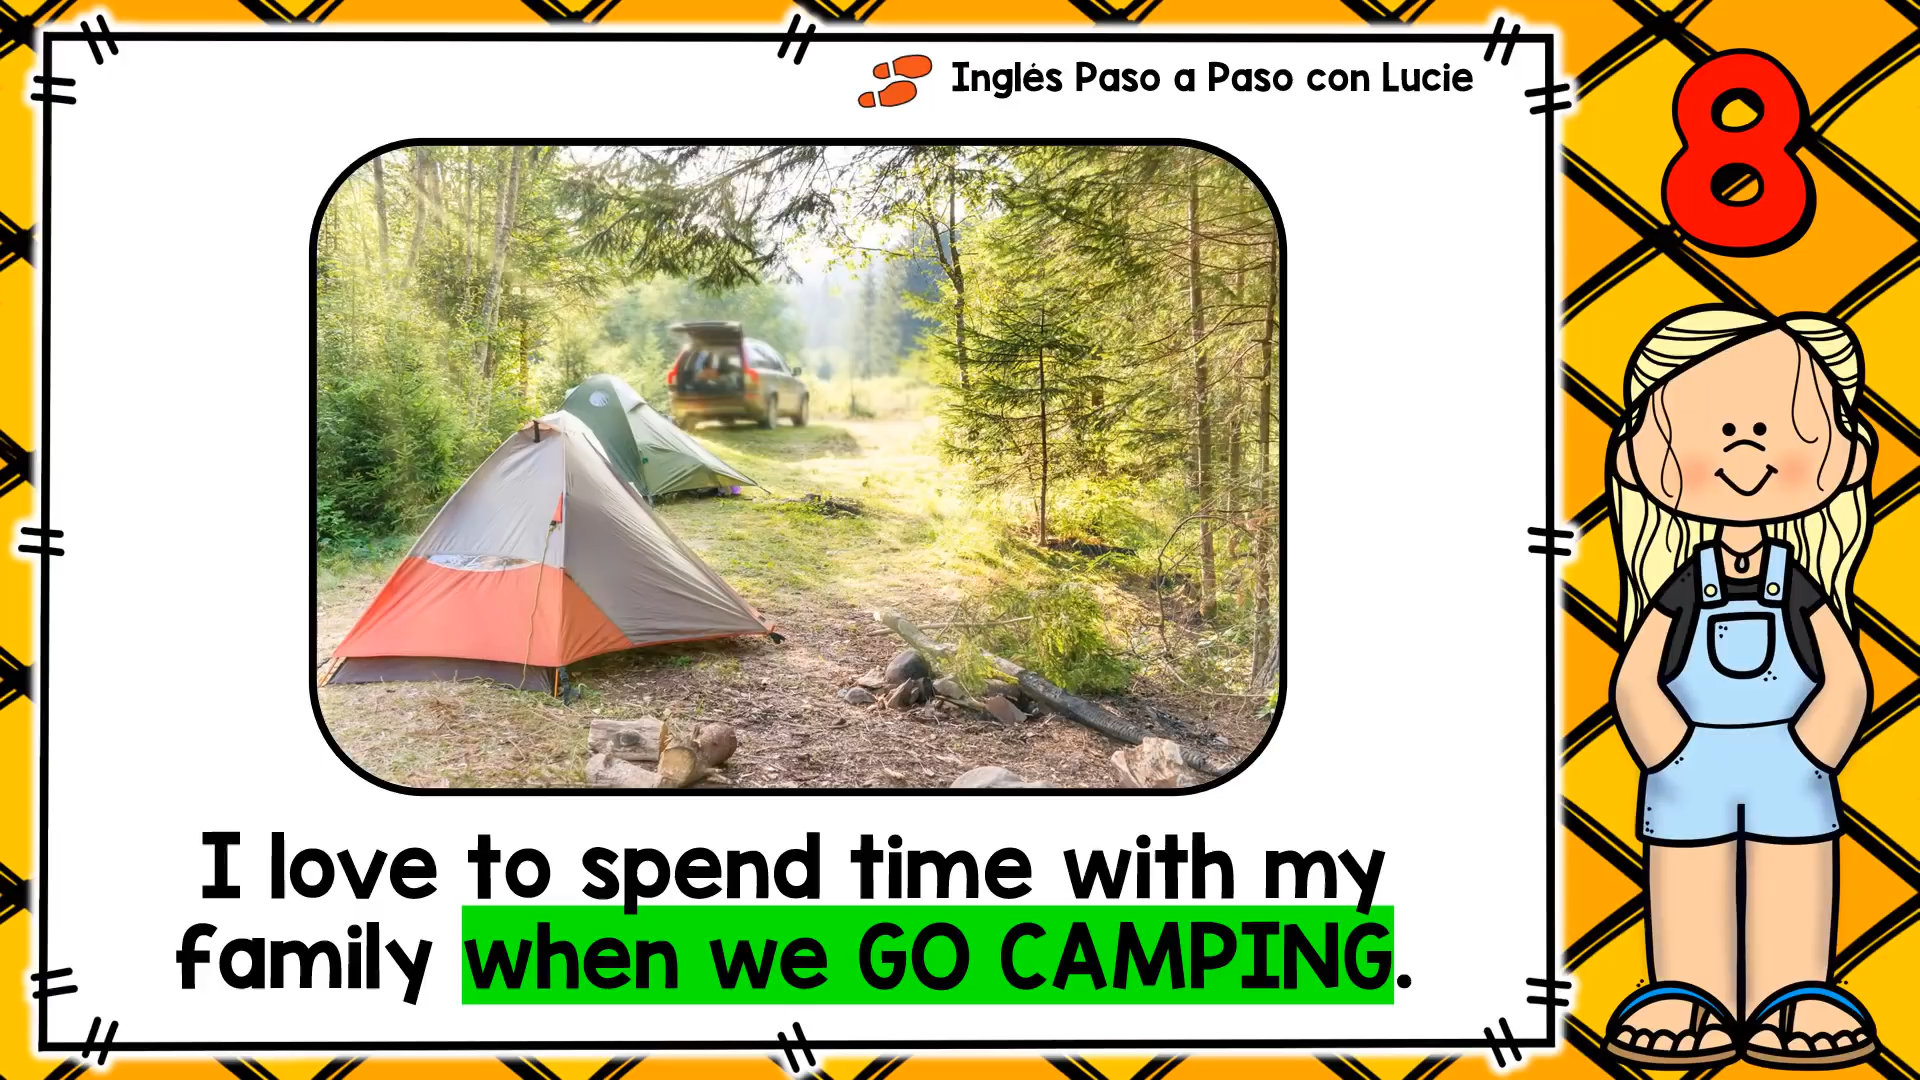 Inglés Paso a Paso con Lucie
8
I love to spend time with my
family when we GO CAMPING.